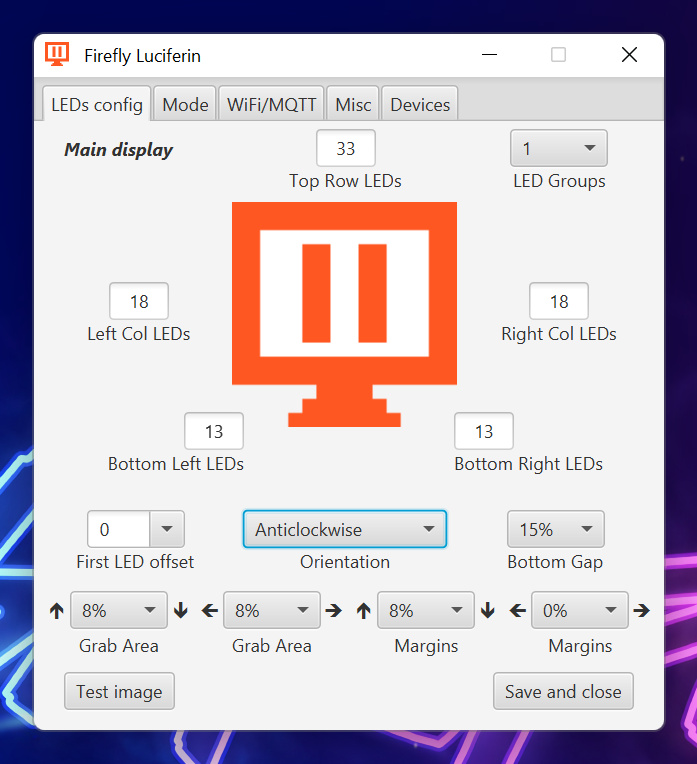 Firefly Luciferin
LEDs config Mode WiFi/MQTT Misc Devices
Main display 33 1
Top Row LEDs LED Groups
18 18
Left Col LEDs Right Col LEDs
13 13
Bottom Left LEDs Bottom Right LEDs
0 Anticlockwise 15%
First LED offset Orientation Bottom Gap
8% 8% 8% 0%
Grab Area Grab Area Margins Margins
Test image Save and close